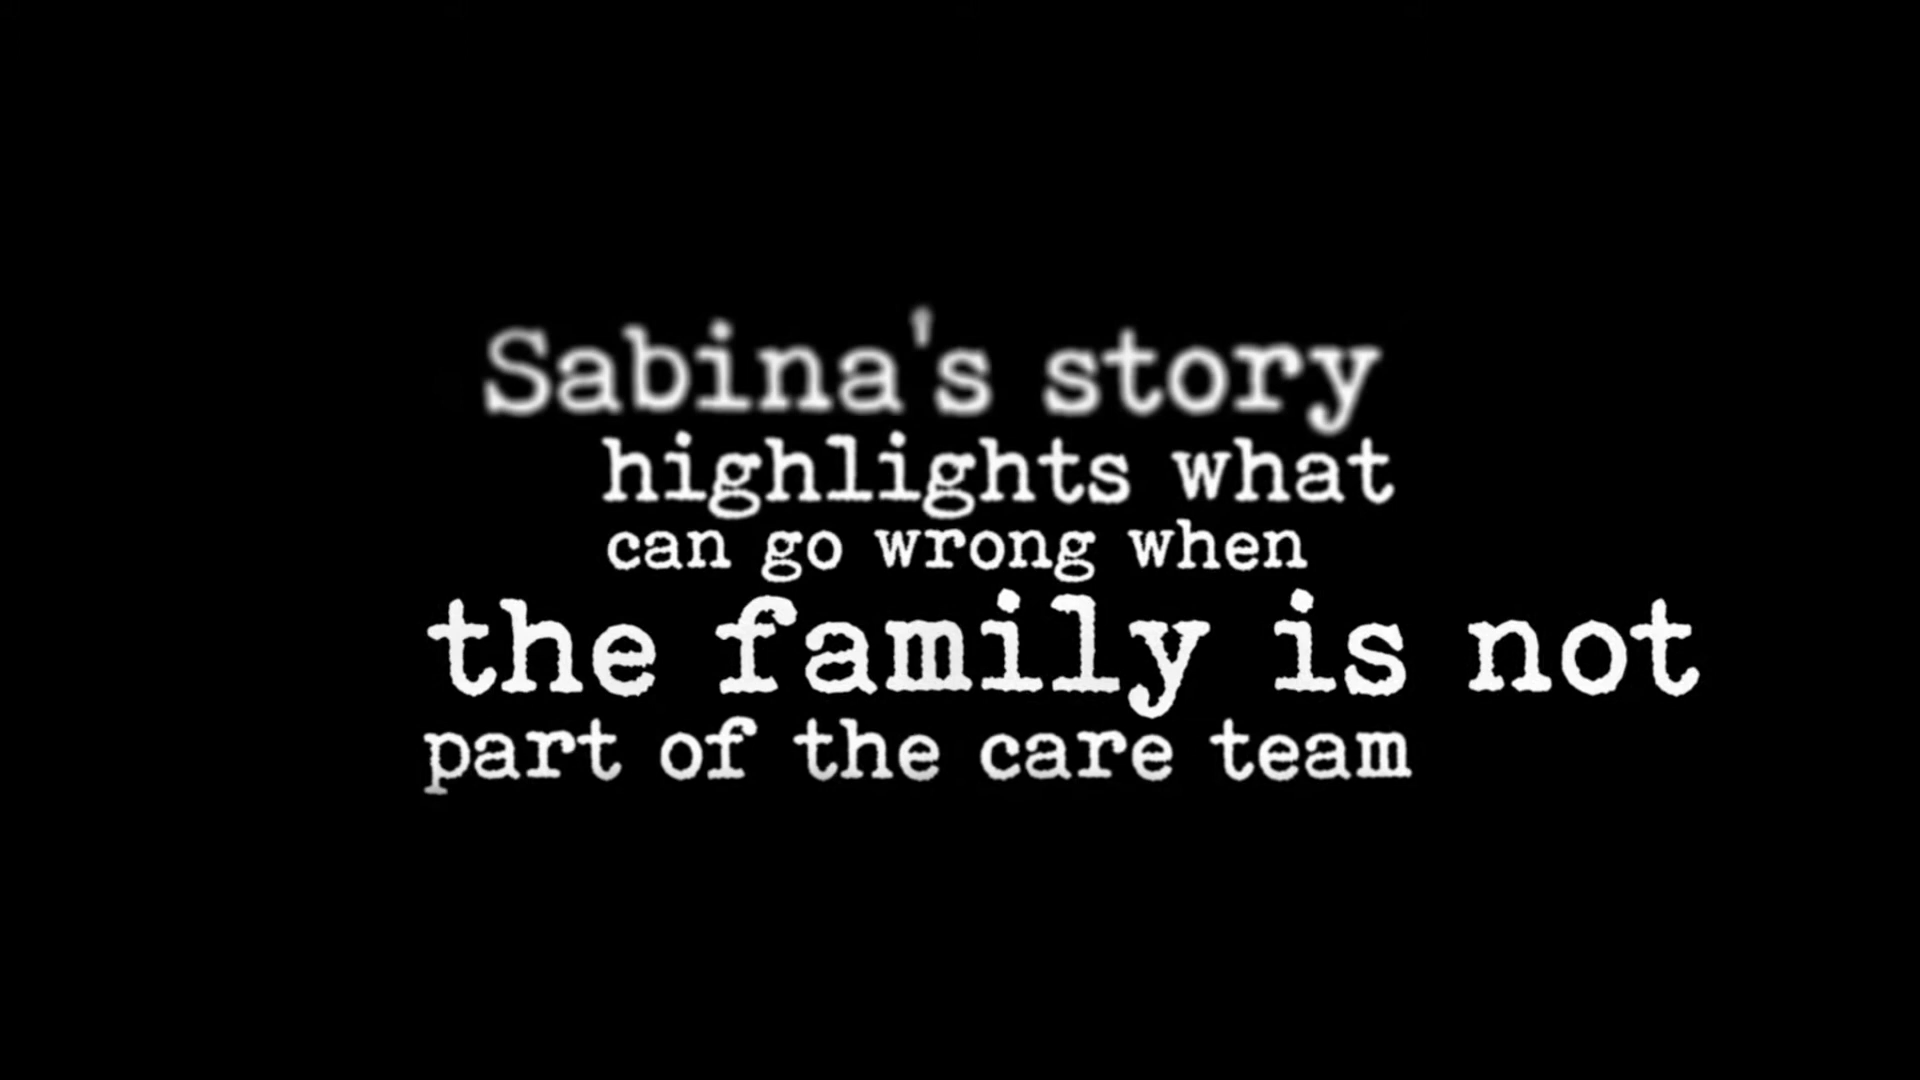 Sabina's story
highlights what
can go wrong when
the family is not
part of the care team